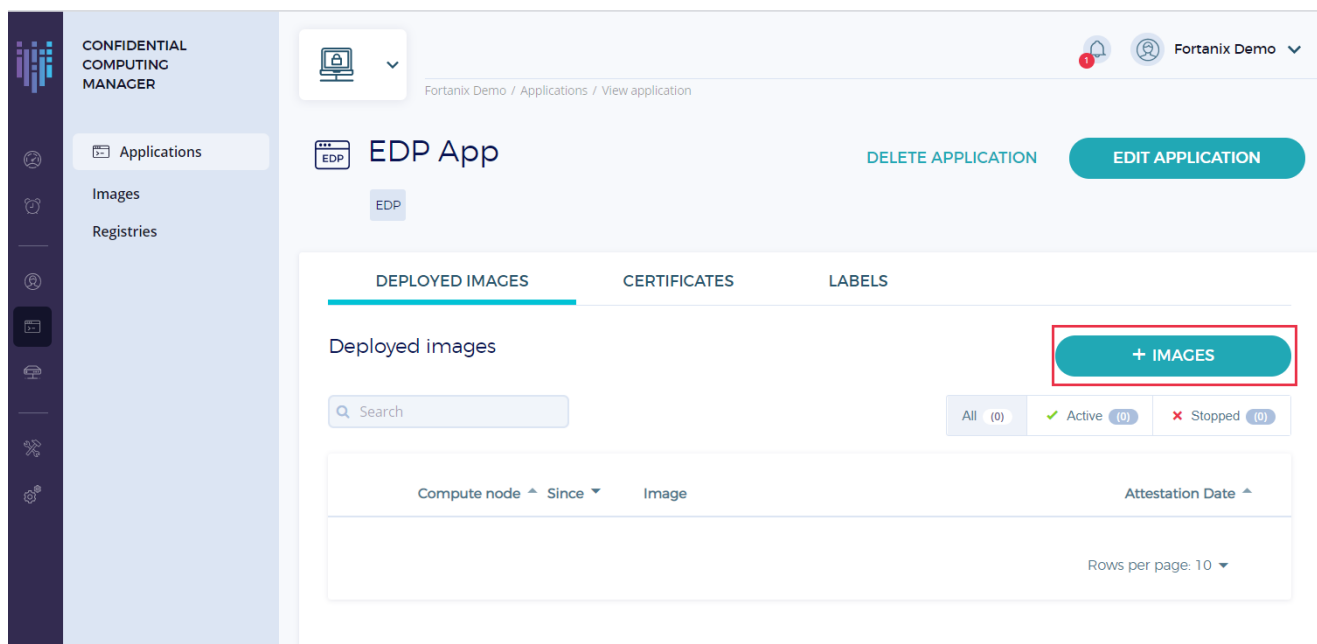 CONFIDENTIAL
COMPUTING
MANAGER
Applications
Images
Registries
1
Fortanix Demo
Fortanix Demo / Applications / View application
EDP
EDP App
DELETE APPLICATION
EDIT APPLICATION
EDP
DEPLOYED IMAGES
CERTIFICATES
LABELS
Deployed images
+ IMAGES
Search
All (0)
Active (0)
Stopped (0)
Compute node
Since
Image
Attestation Date
Rows per page: 10